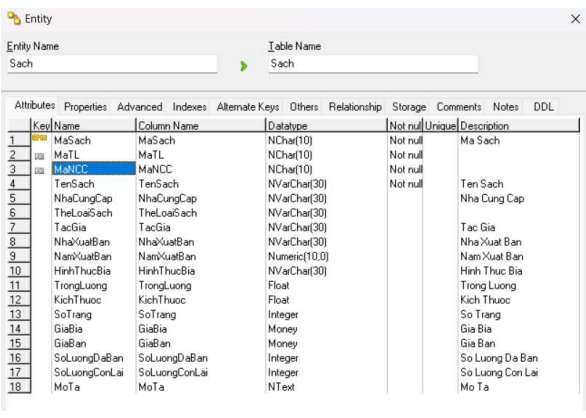 Entity
Entity Name Table Name
Sach Sach
Attributes Properties Advanced Indexes Alternate Keys Others Relationship Storage Comments Notes DDL
Key Name Column Name Datatype Not nul Unique Description
1 MaSach MaSach NChar(10) Not null Ma Sach
2 MaTL MaTL NChar(10) Not null
3 MaNCC MaNCC NChar(10) Not null
4 TenSach TenSach NVarChar(30) Not null Ten Sach
5 NhaCungCap NhaCungCap NVarChar(30) Nha Cung Cap
6 TheLoaiSach TheLoaiSach NVarChar(30)
7 TacGia TacGia NVarChar(30) Tac Gia
8 NhaXuatBan NhaXuatBan NVarChar(30) Nha Xuat Ban
9 NamXuatBan NamXuatBan Numeric(10,0) Nam Xuat Ban
10 HinhThucBia HinhThucBia NVarChar(30) Hinh Thuc Bia
11 TrongLuong TrongLuong Float Trong Luong
12 KichThuoc KichThuoc Float Kich Thuoc
13 SoTrang SoTrang Integer So Trang
14 GiaBia GiaBia Money Gia Bia
15 GiaBan GiaBan Money Gia Ban
16 SoLuongDaBan SoLuongDaBan Integer So Luong Da Ban
17 SoLuongConLai SoLuongConLai Integer So Luong Con Lai
18 MoTa MoTa NText Mo Ta